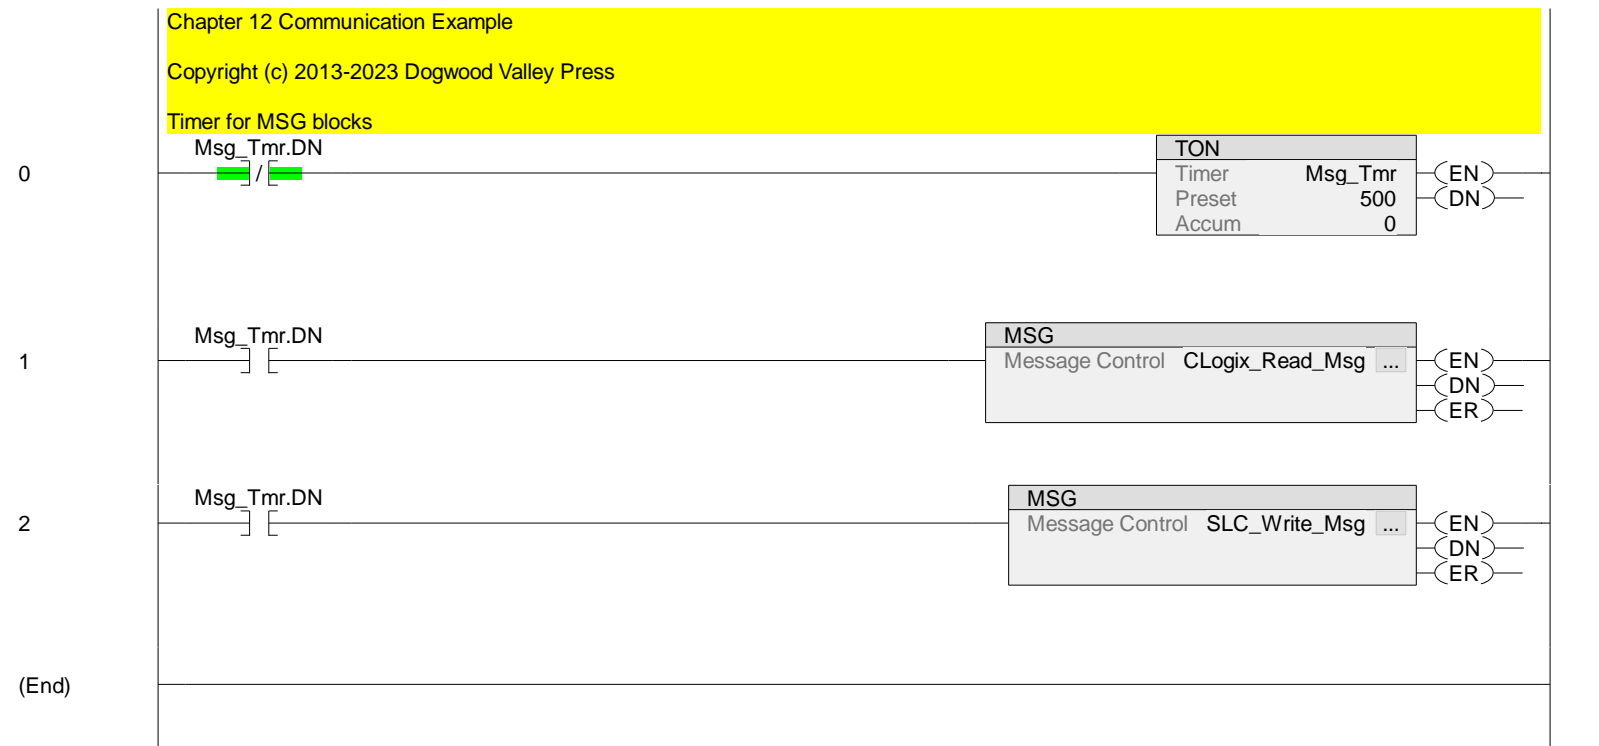 Chapter 12 Communication Example
Copyright (c) 2013-2023 Dogwood Valley Press
Timer for MSG blocks
0
Msg_Tmr.DN
/
TON
Timer Msg_Tmr
Preset 500
Accum 0
EN
DN
1
Msg_Tmr.DN
MSG
Message Control CLogix_Read_Msg ...
EN
DN
ER
2
Msg_Tmr.DN
MSG
Message Control SLC_Write_Msg ...
EN
DN
ER
(End)